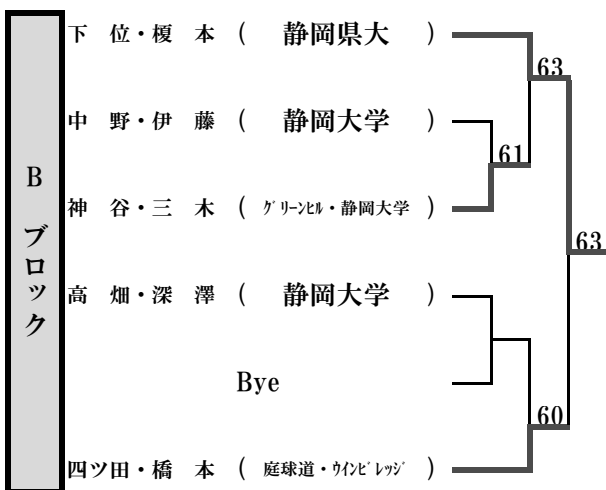 B ブロック
下 位・榎 本 ( 静岡県大 )
63
中 野・伊 藤 ( 静岡大学 )
61
神 谷・三 木 ( グリーンヒル・静岡大学 )
63
高 畑・深 澤 ( 静岡大学 )
Bye
60
四ツ田・橋 本 ( 庭球道・ウインビレッジ )